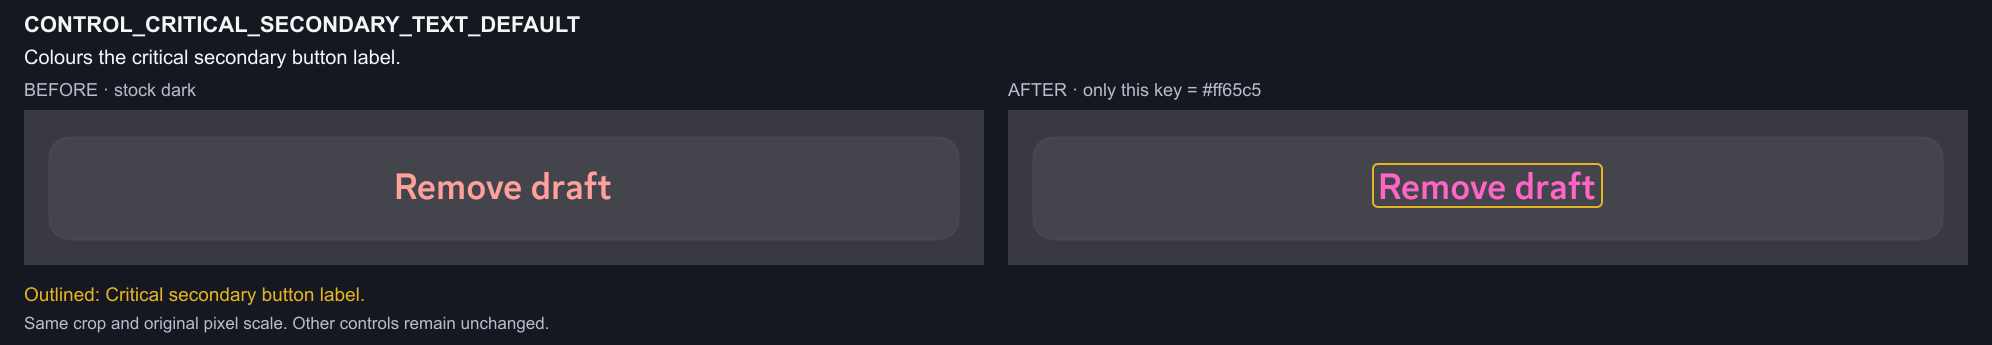 CONTROL_CRITICAL_SECONDARY_TEXT_DEFAULT
Colours the critical secondary button label.
BEFORE · stock dark
AFTER · only this key = #ff65c5
Remove draft
Remove draft
Outlined: Critical secondary button label.
Same crop and original pixel scale. Other controls remain unchanged.